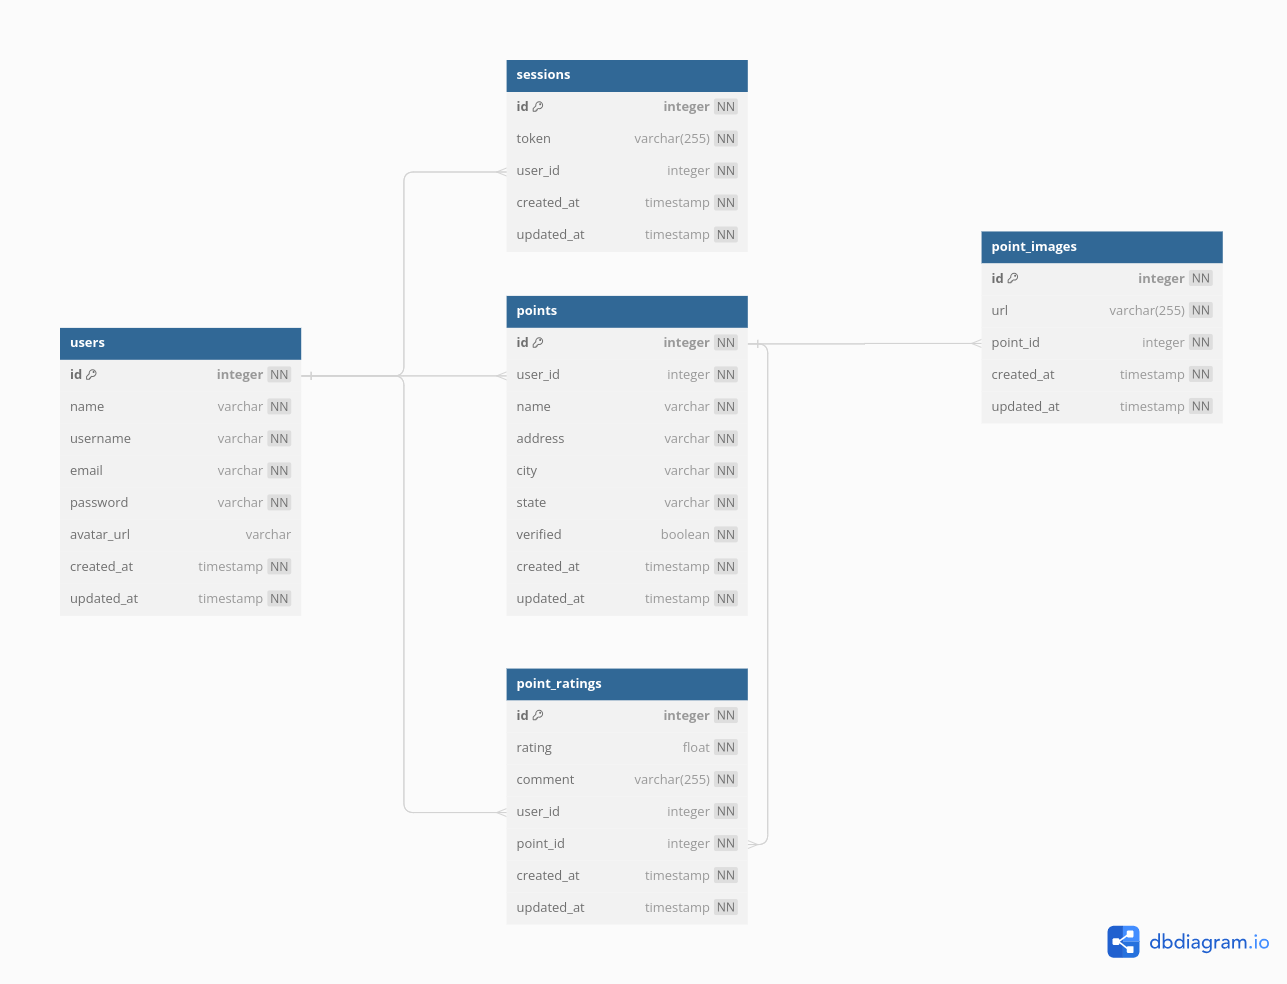 sessions
id integer NN
token varchar(255) NN
user_id integer NN
created_at timestamp NN
updated_at timestamp NN
point_images
id integer NN
url varchar(255) NN
point_id integer NN
created_at timestamp NN
updated_at timestamp NN
points
id integer NN
user_id integer NN
name varchar NN
address varchar NN
city varchar NN
state varchar NN
verified boolean NN
created_at timestamp NN
updated_at timestamp NN
users
id integer NN
name varchar NN
username varchar NN
email varchar NN
password varchar NN
avatar_url varchar
created_at timestamp NN
updated_at timestamp NN
point_ratings
id integer NN
rating float NN
comment varchar(255) NN
user_id integer NN
point_id integer NN
created_at timestamp NN
updated_at timestamp NN
dbdiagram.io